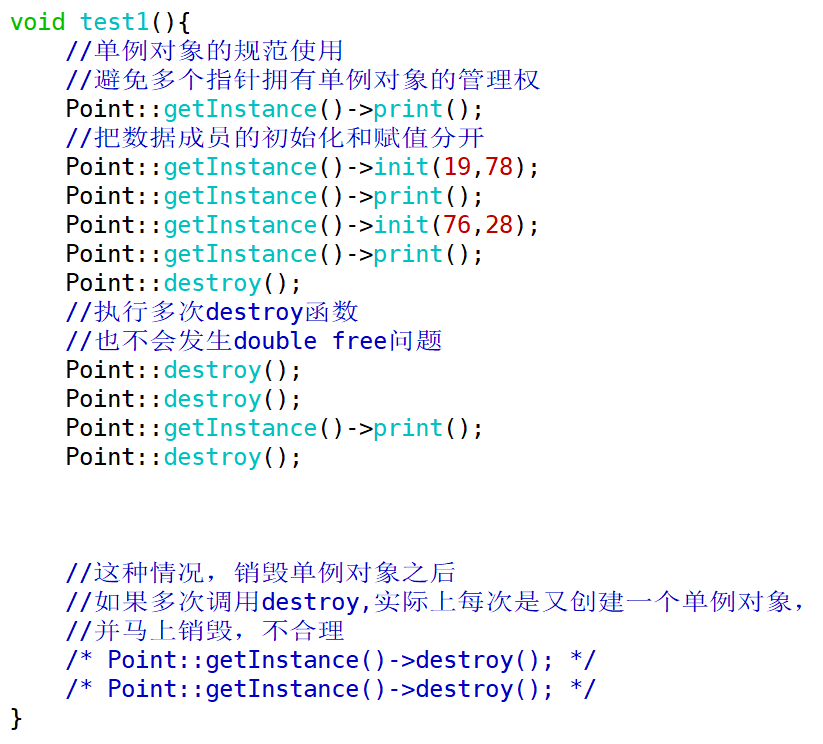 void test1(){
    //单例对象的规范使用
    //避免多个指针拥有单例对象的管理权
    Point::getInstance()->print();
    //把数据成员的初始化和赋值分开
    Point::getInstance()->init(19,78);
    Point::getInstance()->print();
    Point::getInstance()->init(76,28);
    Point::getInstance()->print();
    Point::destroy();
    //执行多次destroy函数
    //也不会发生double free问题
    Point::destroy();
    Point::destroy();
    Point::getInstance()->print();
    Point::destroy();
    //这种情况，销毁单例对象之后
    //如果多次调用destroy,实际上每次是又创建一个单例对象，
    //并马上销毁，不合理
    /* Point::getInstance()->destroy(); */
    /* Point::getInstance()->destroy(); */
}